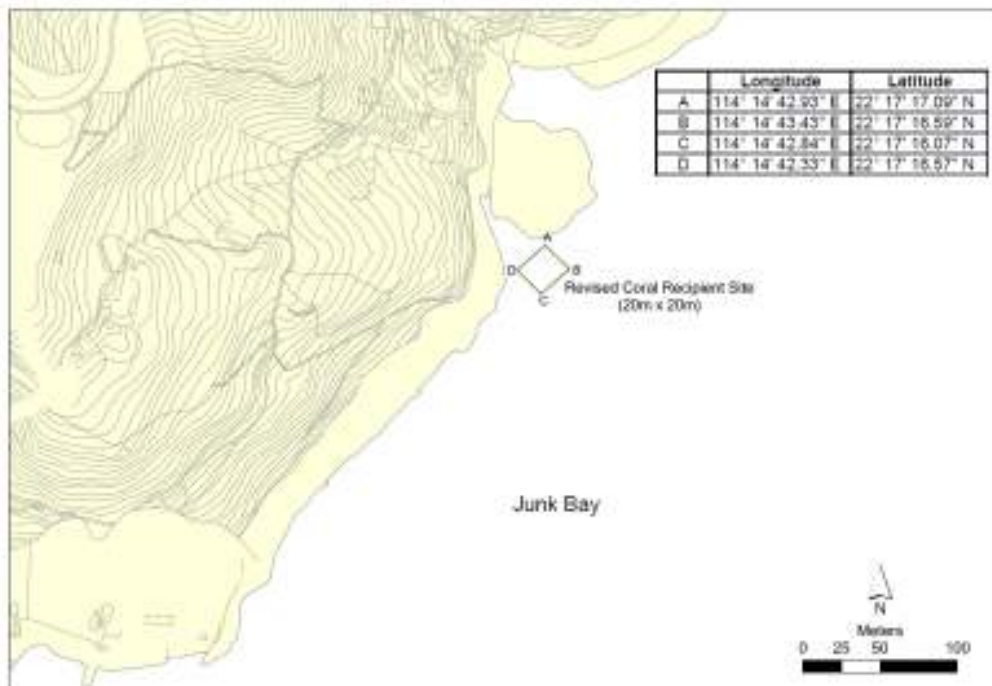 Longitude Latitude
A 114° 14' 42.93" E 22° 17' 17.09" N
B 114° 14' 43.43" E 22° 17' 16.59" N
C 114° 14' 42.84" E 22° 17' 16.07" N
D 114° 14' 42.33" E 22° 17' 16.57" N
A
D B
C
Revised Coral Recipient Site
(20m x 20m)
Junk Bay
N
Meters
0 25 50 100